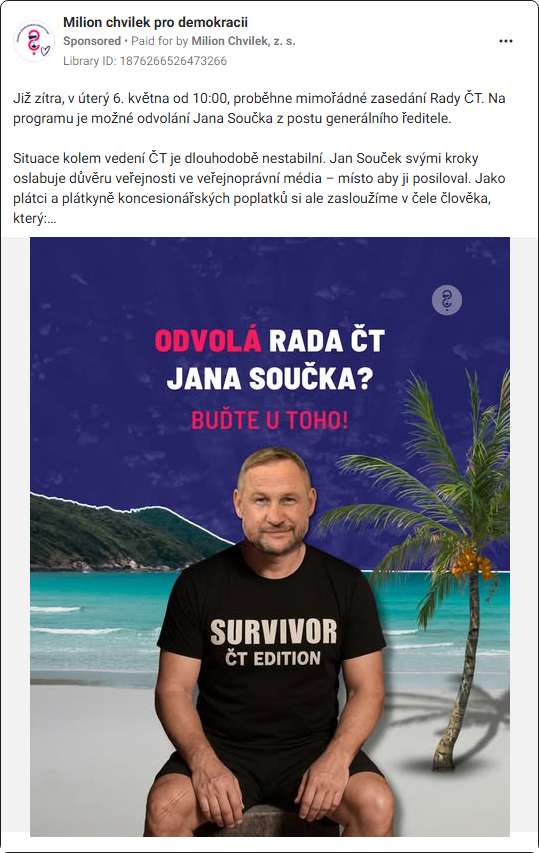 Milion chvilek pro demokracii
Sponsored • Paid for by Milion Chvilek, z. s.
Library ID: 1876266526473266
Již zítra, v úterý 6. května od 10:00, proběhne mimořádné zasedání Rady ČT. Na
programu je možné odvolání Jana Součka z postu generálního ředitele.
Situace kolem vedení ČT je dlouhodobě nestabilní. Jan Souček svými kroky
oslabuje důvěru veřejnosti ve veřejnoprávní média – místo aby ji posiloval. Jako
plátci a plátkyně koncesionářských poplatků si ale zasloužíme v čele člověka,
který:...
ODVOLÁ RADA ČT
JANA SOUČKA?
BUĎTE U TOHO!
SURVIVOR
ČT EDITION